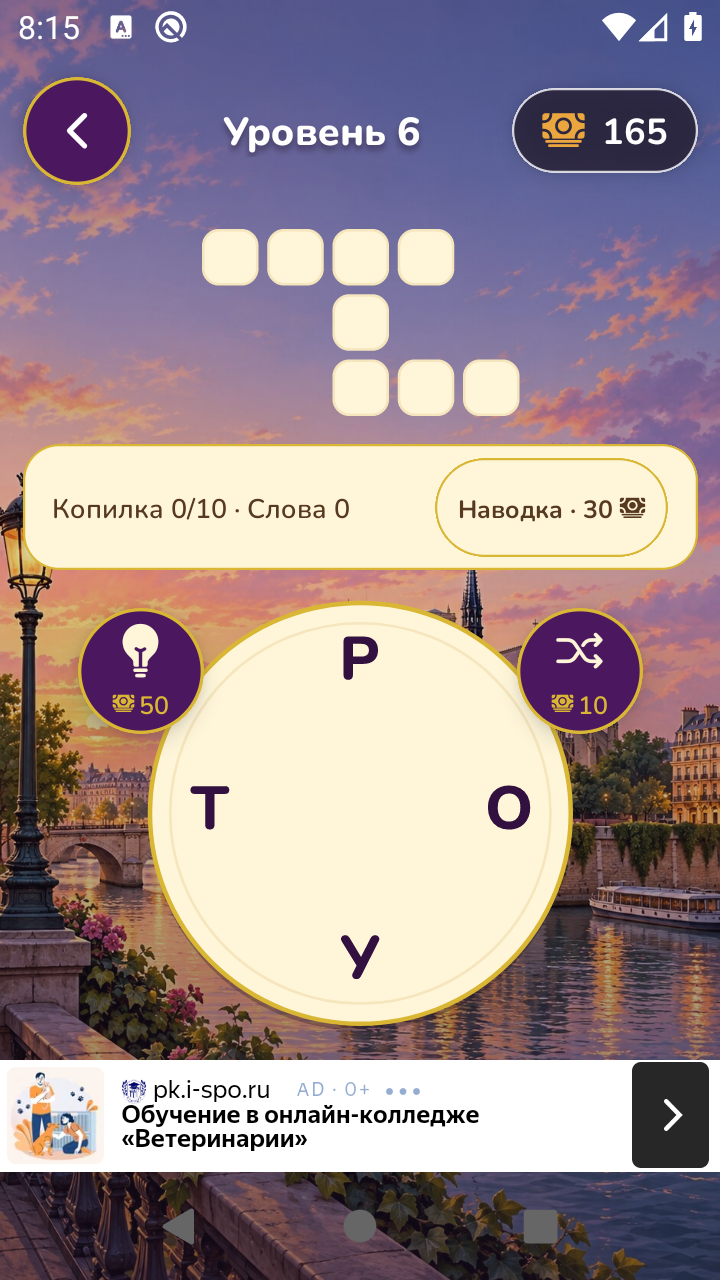 8:15
Уровень 6
165
Копилка 0/10 · Слова 0
Наводка · 30
50
10
Р
Т
О
У
pk.i-spo.ru AD · 0+
Обучение в онлайн-колледже
«Ветеринарии»